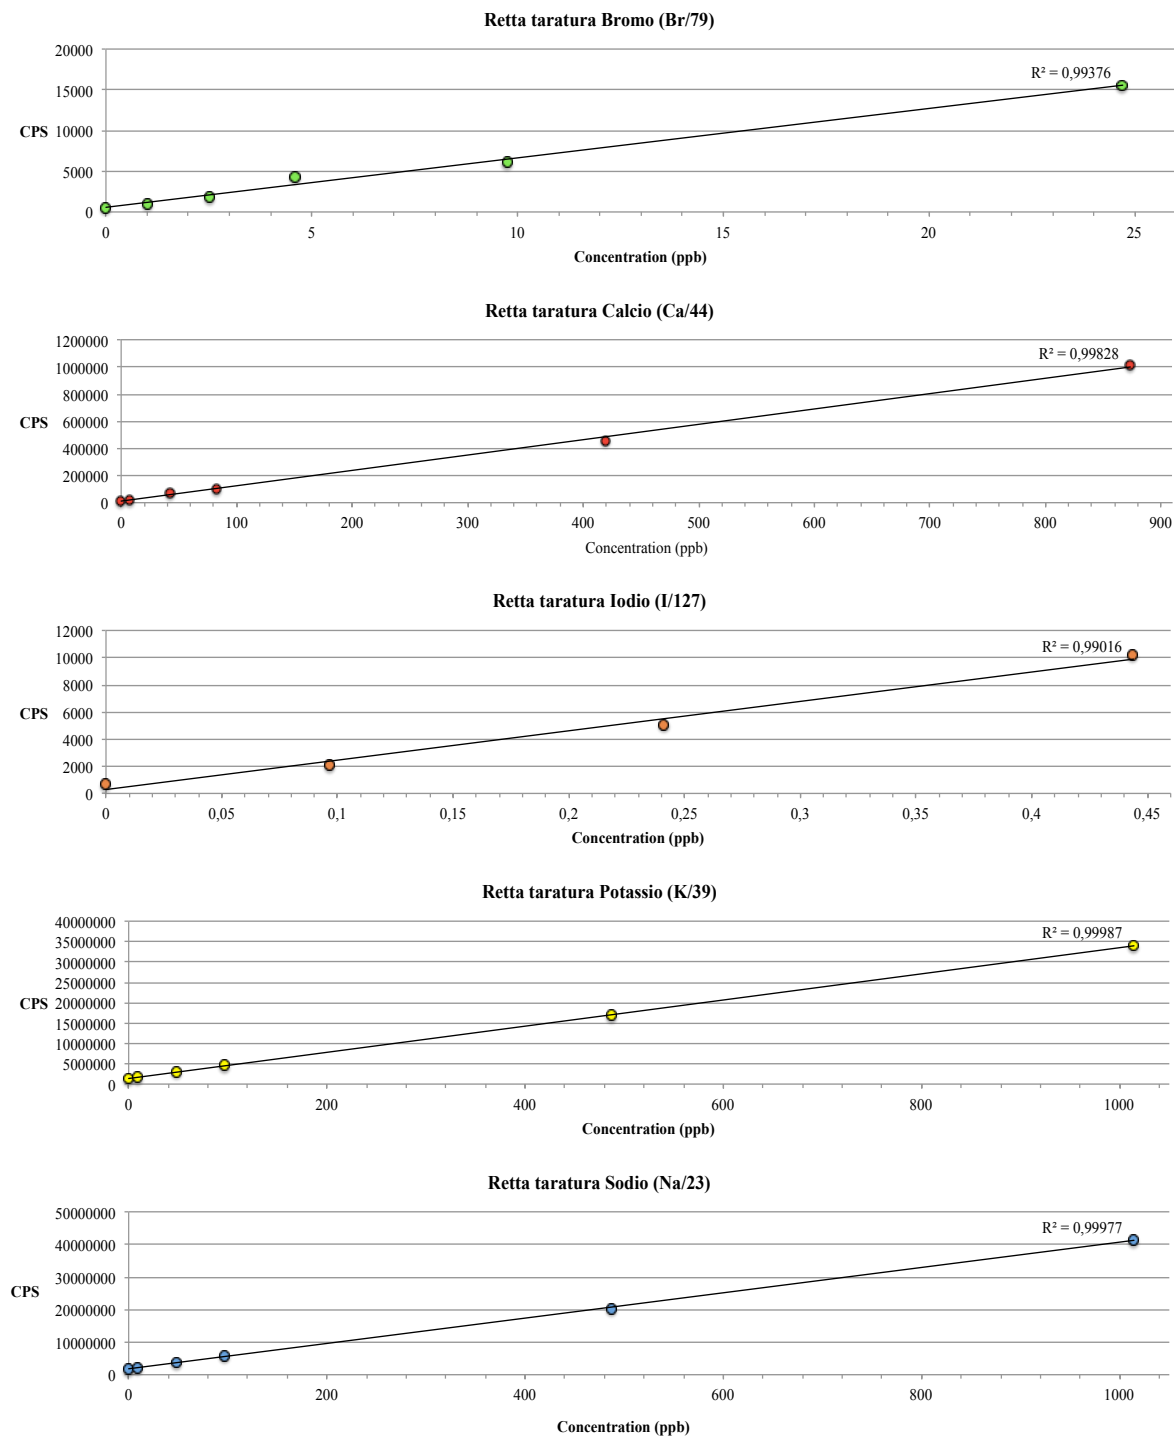 Retta taratura Bromo (Br/79)
20000
R² = 0,99376
15000
CPS
10000
5000
0
0 5 10 15 20 25
Concentration (ppb)
Retta taratura Calcio (Ca/44)
1200000
R² = 0,99828
1000000
800000
CPS
600000
400000
200000
0
0 100 200 300 400 500 600 700 800 900
Concentration (ppb)
Retta taratura Iodio (I/127)
12000
R² = 0,99016
10000
8000
CPS
6000
4000
2000
0
0 0,05 0,1 0,15 0,2 0,25 0,3 0,35 0,4 0,45
Concentration (ppb)
Retta taratura Potassio (K/39)
40000000
R² = 0,99987
35000000
30000000
25000000
CPS
20000000
15000000
10000000
5000000
0
0 200 400 600 800 1000
Concentration (ppb)
Retta taratura Sodio (Na/23)
50000000
R² = 0,99977
40000000
30000000
CPS
20000000
10000000
0
0 200 400 600 800 1000
Concentration (ppb)